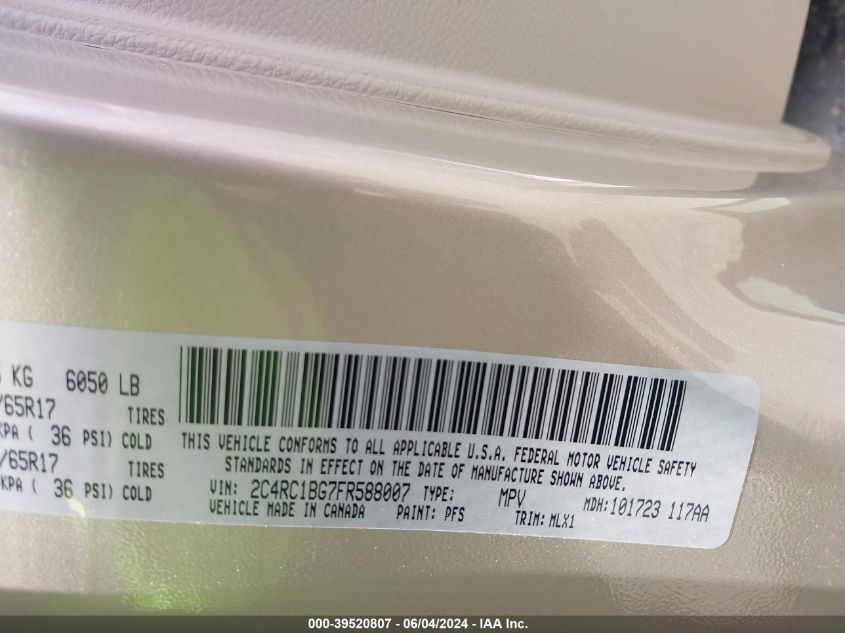 KG 6050 LB
/65R17 TIRES
KPA ( 36 PSI) COLD
/65R17 TIRES
KPA ( 36 PSI) COLD
THIS VEHICLE CONFORMS TO ALL APPLICABLE U.S.A. FEDERAL MOTOR VEHICLE SAFETY
STANDARDS IN EFFECT ON THE DATE OF MANUFACTURE SHOWN ABOVE.
VIN: 2C4RC1BG7FR588007 TYPE: MPV MDH:101723 117AA
VEHICLE MADE IN CANADA PAINT: PFS TRIM: MLX1
000-39520807 - 06/04/2024 - IAA Inc.